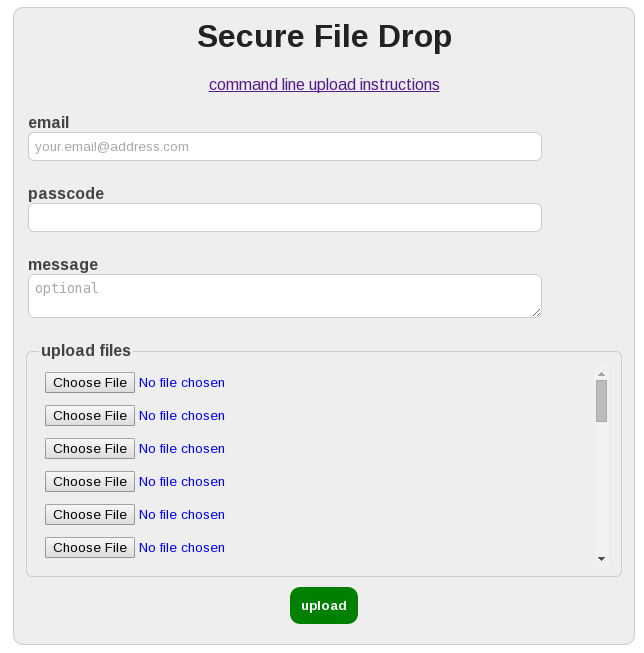 Secure File Drop
command line upload instructions
email
your.email@address.com
passcode
message
optional
upload files
Choose File No file chosen
Choose File No file chosen
Choose File No file chosen
Choose File No file chosen
Choose File No file chosen
Choose File No file chosen
upload